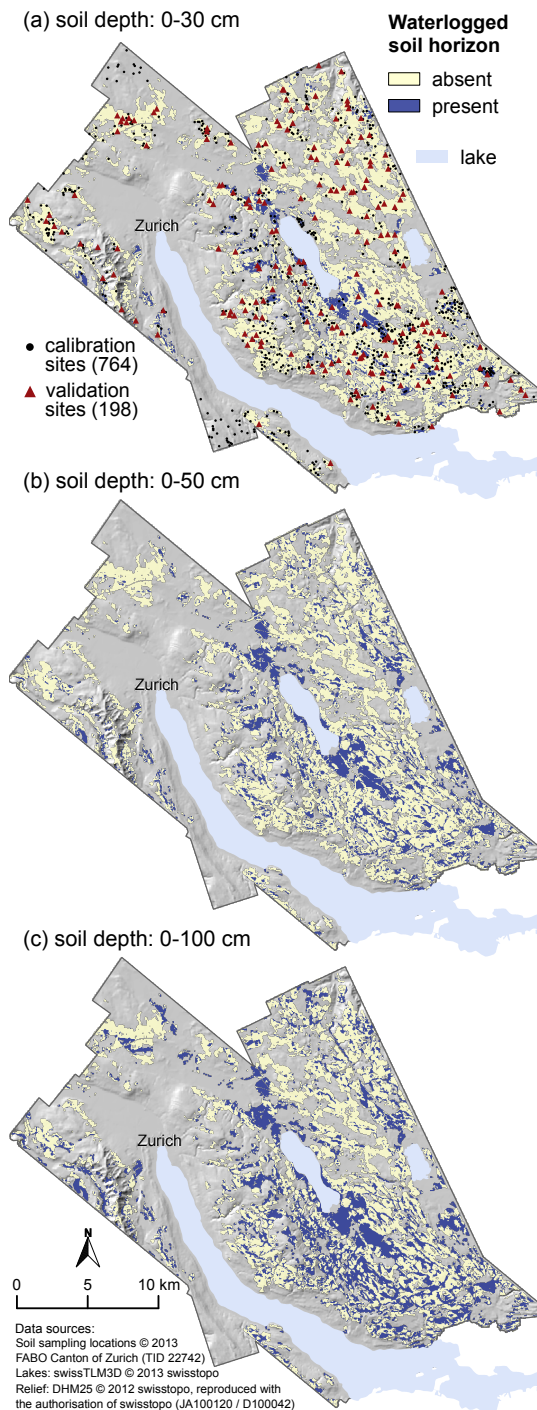 (a) soil depth: 0-30 cm
Waterlogged
soil horizon
absent
present
lake
Zurich
calibration
sites (764)
validation
sites (198)
(b) soil depth: 0-50 cm
Zurich
(c) soil depth: 0-100 cm
Zurich
N
0 5 10 km
Data sources:
Soil sampling locations © 2013
FABO Canton of Zurich (TID 22742)
Lakes: swissTLM3D © 2013 swisstopo
Relief: DHM25 © 2012 swisstopo, reproduced with
the authorisation of swisstopo (JA100120 / D100042)